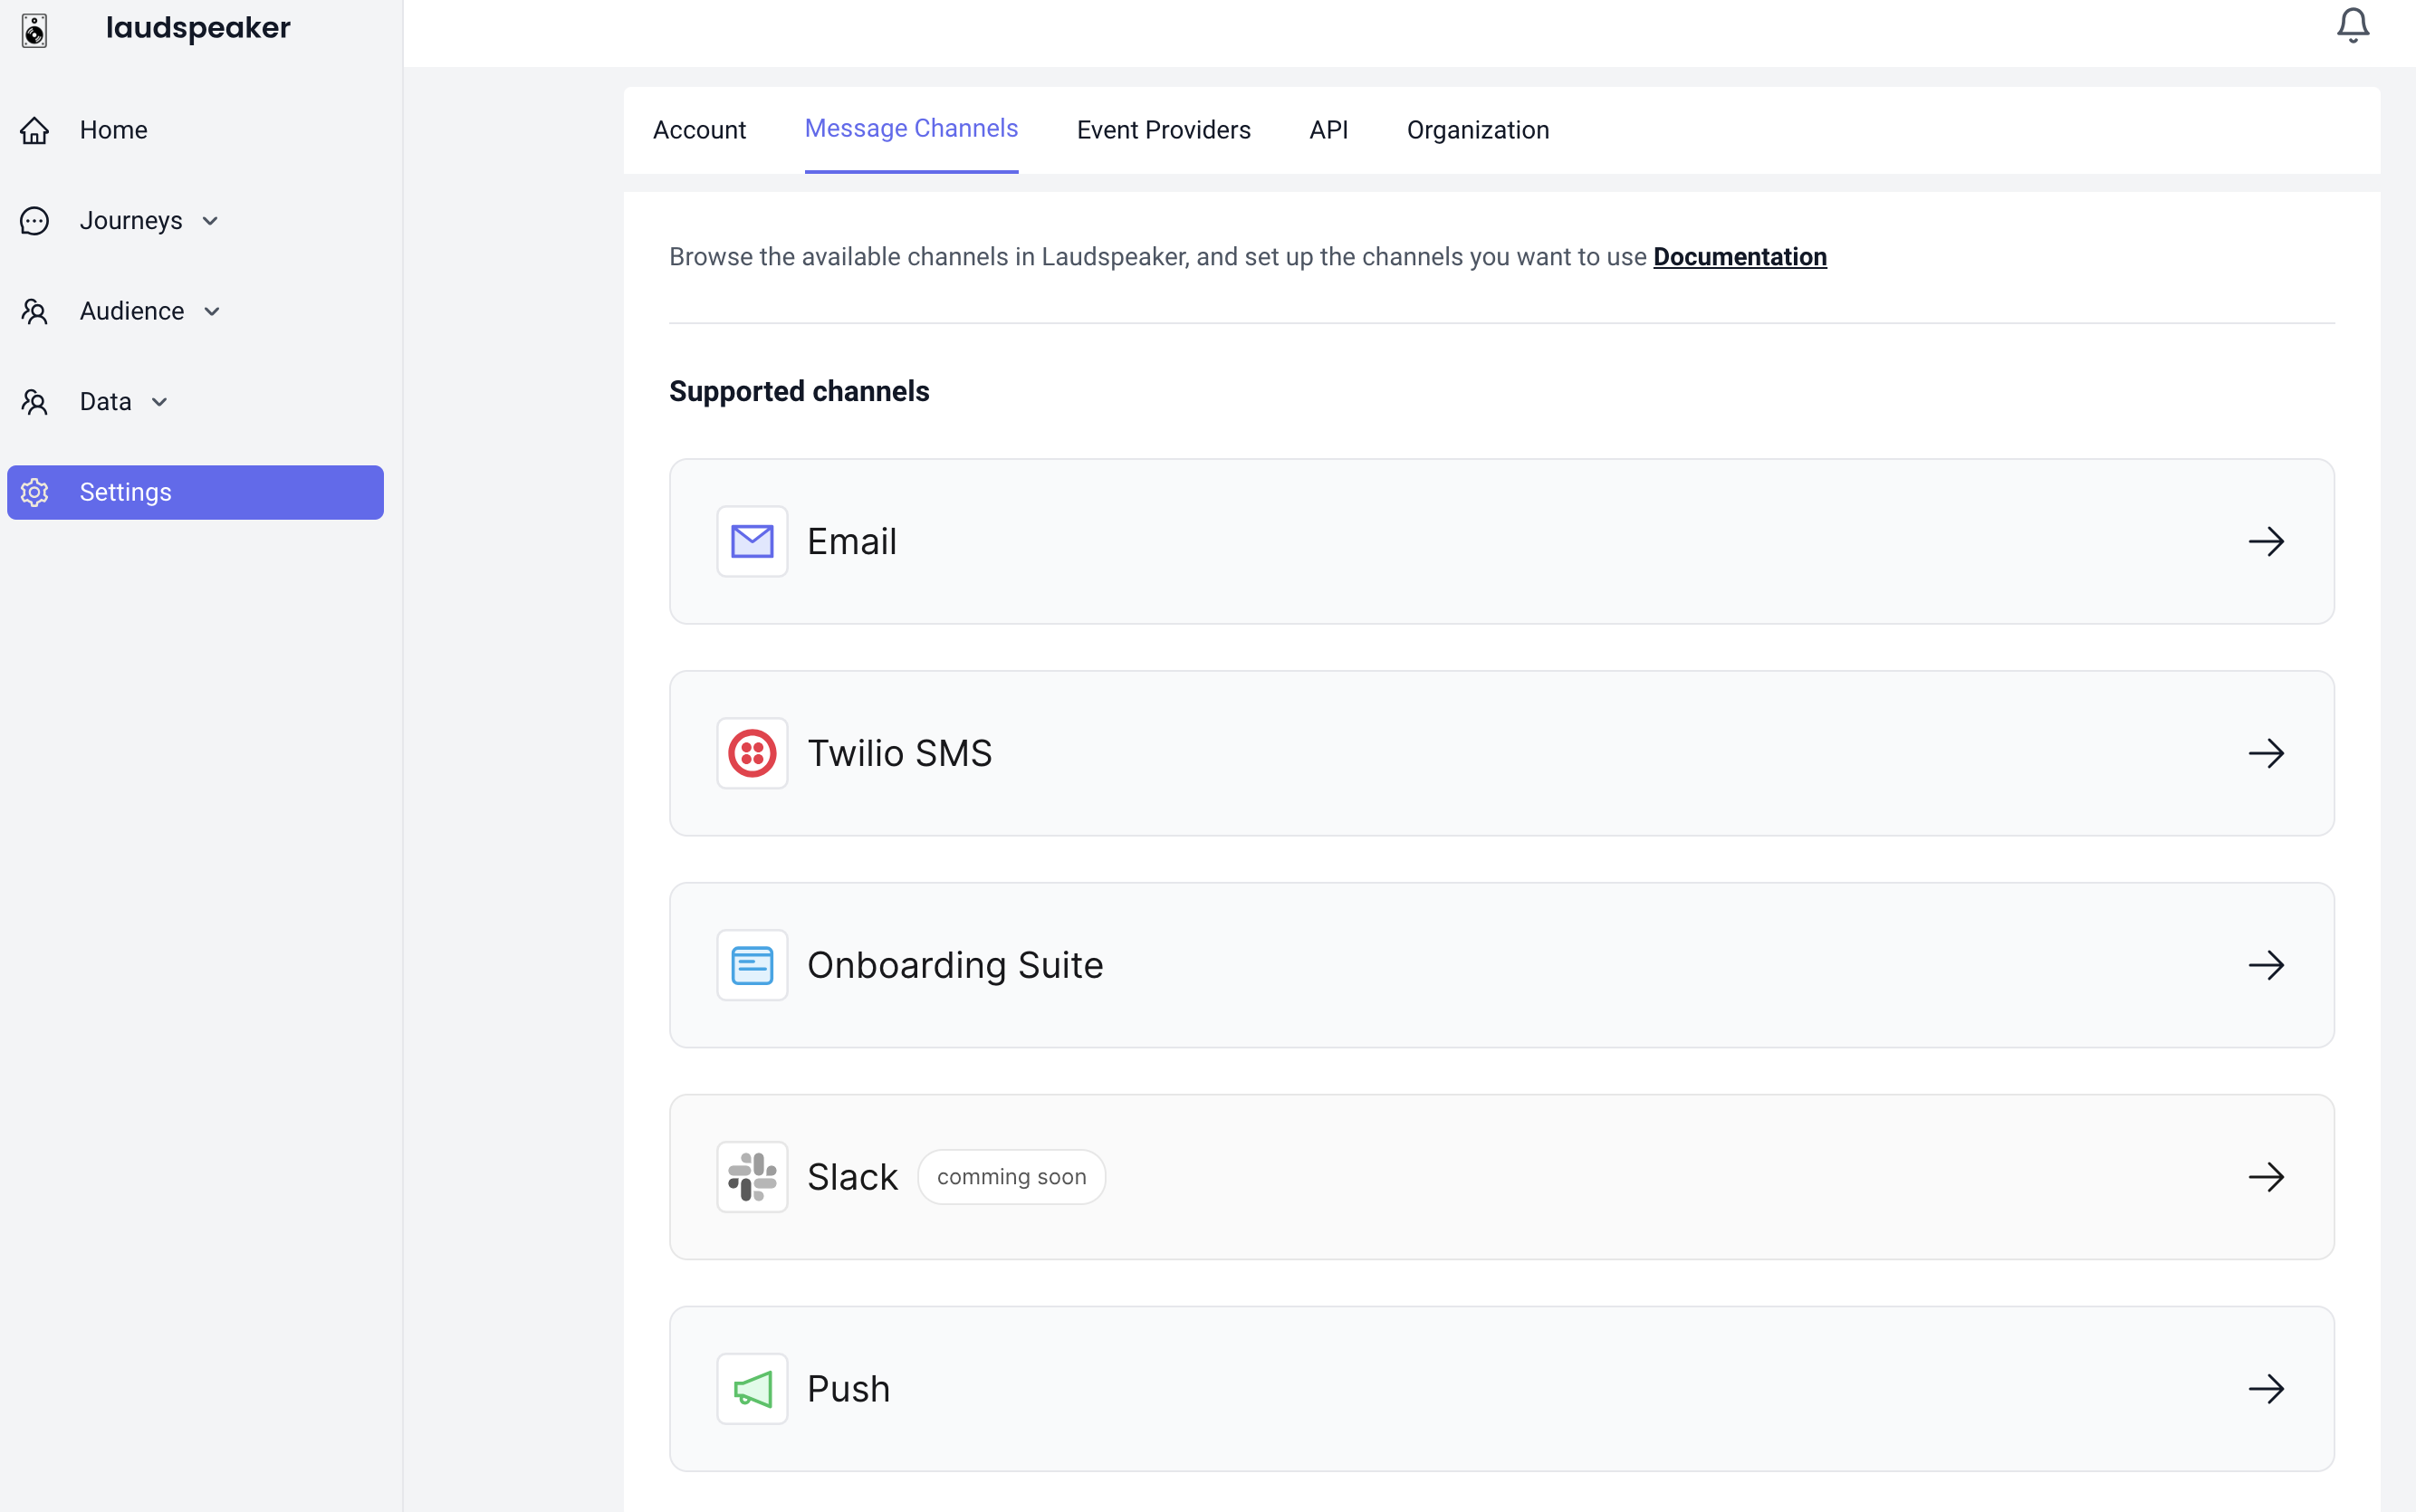 laudspeaker
Home
Journeys
Audience
Data
Settings
Account Message Channels Event Providers API Organization
Browse the available channels in Laudspeaker, and set up the channels you want to use Documentation
Supported channels
Email
Twilio SMS
Onboarding Suite
Slack comming soon
Push